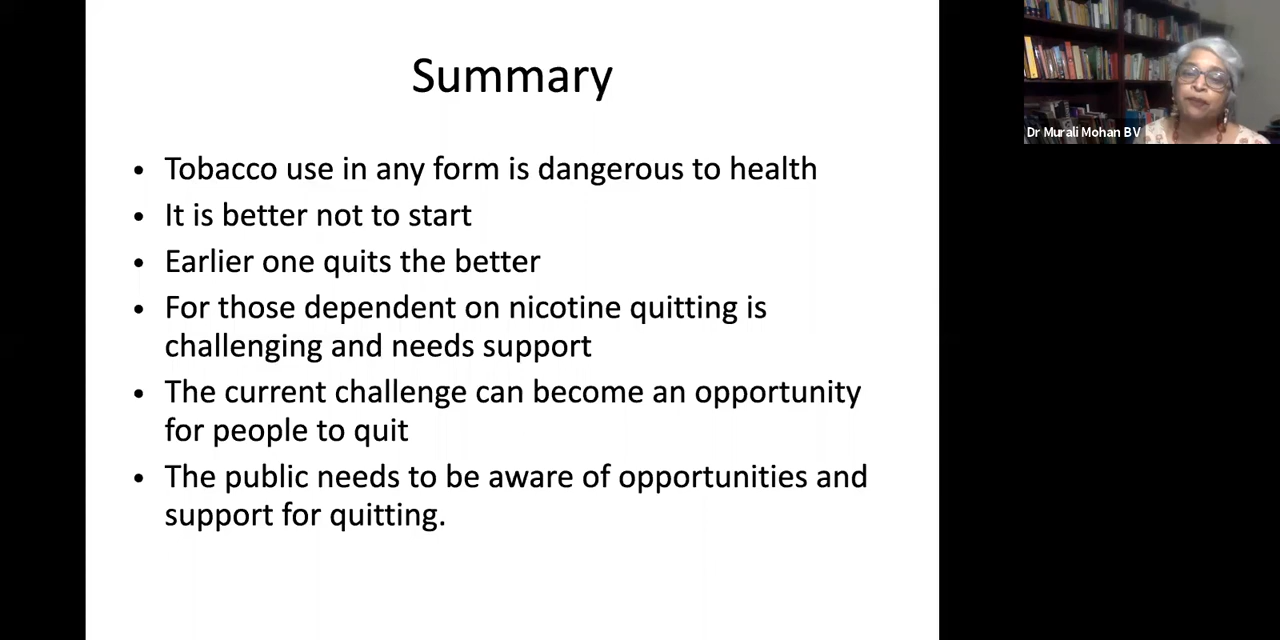 Summary
• Tobacco use in any form is dangerous to health
• It is better not to start
• Earlier one quits the better
• For those dependent on nicotine quitting is
challenging and needs support
• The current challenge can become an opportunity
for people to quit
• The public needs to be aware of opportunities and
support for quitting.
Dr Murali Mohan BV